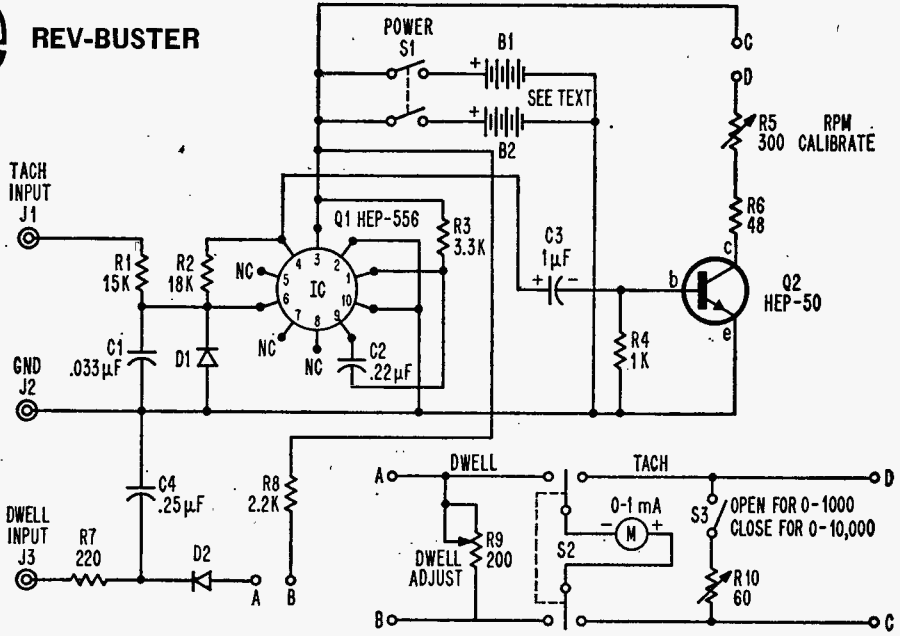 REV-BUSTER
POWER
S1
B1
+
SEE TEXT
+
B2
C
D
R5
300
RPM
CALIBRATE
TACH
INPUT
J1
R1
15K
R2
18K
Q1 HEP-556
R3
3.3K
NC
4
3
2
5
IC
1
6
10
7
8
9
NC
NC
C3
1µF
+
−
R6
48
c
b
e
Q2
HEP-50
R4
1K
C1
.033µF
D1
C2
.22µF
GND
J2
C4
.25µF
R8
2.2K
DWELL
INPUT
J3
R7
220
D2
A
B
A
DWELL
TACH
D
0-1 mA
−
M
+
S3
OPEN FOR 0-1000
CLOSE FOR 0-10,000
R9
200
DWELL
ADJUST
S2
R10
60
B
C